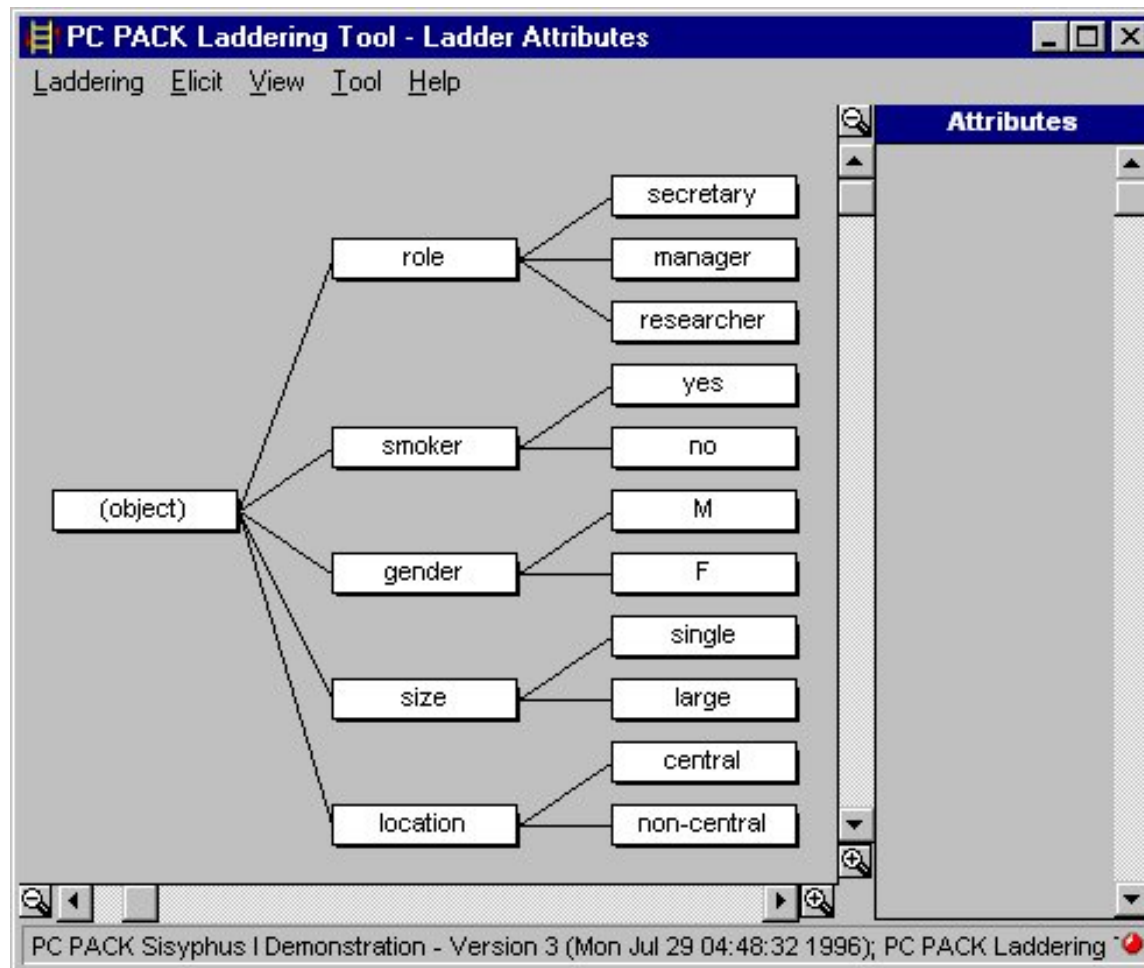 PC PACK Laddering Tool - Ladder Attributes
Laddering Elicit View Tool Help
Attributes
secretary
role
manager
researcher
yes
smoker
no
(object)
M
gender
F
single
size
large
central
location
non-central
PC PACK Sisyphus I Demonstration - Version 3 (Mon Jul 29 04:48:32 1996); PC PACK Laddering